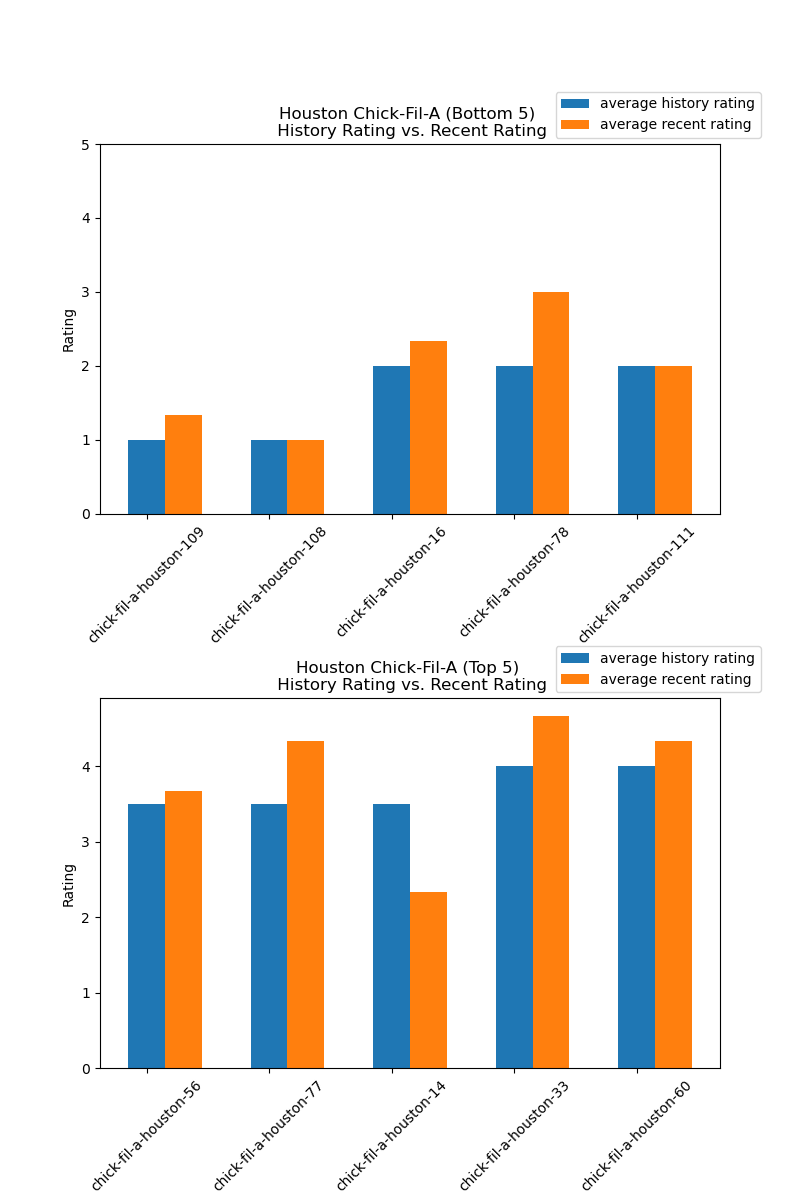 Houston Chick-Fil-A (Bottom 5)
History Rating vs. Recent Rating
average history rating
average recent rating
Rating
5
4
3
2
1
0
chick-fil-a-houston-109
chick-fil-a-houston-108
chick-fil-a-houston-16
chick-fil-a-houston-78
chick-fil-a-houston-111
Houston Chick-Fil-A (Top 5)
History Rating vs. Recent Rating
average history rating
average recent rating
Rating
4
3
2
1
0
chick-fil-a-houston-56
chick-fil-a-houston-77
chick-fil-a-houston-14
chick-fil-a-houston-33
chick-fil-a-houston-60